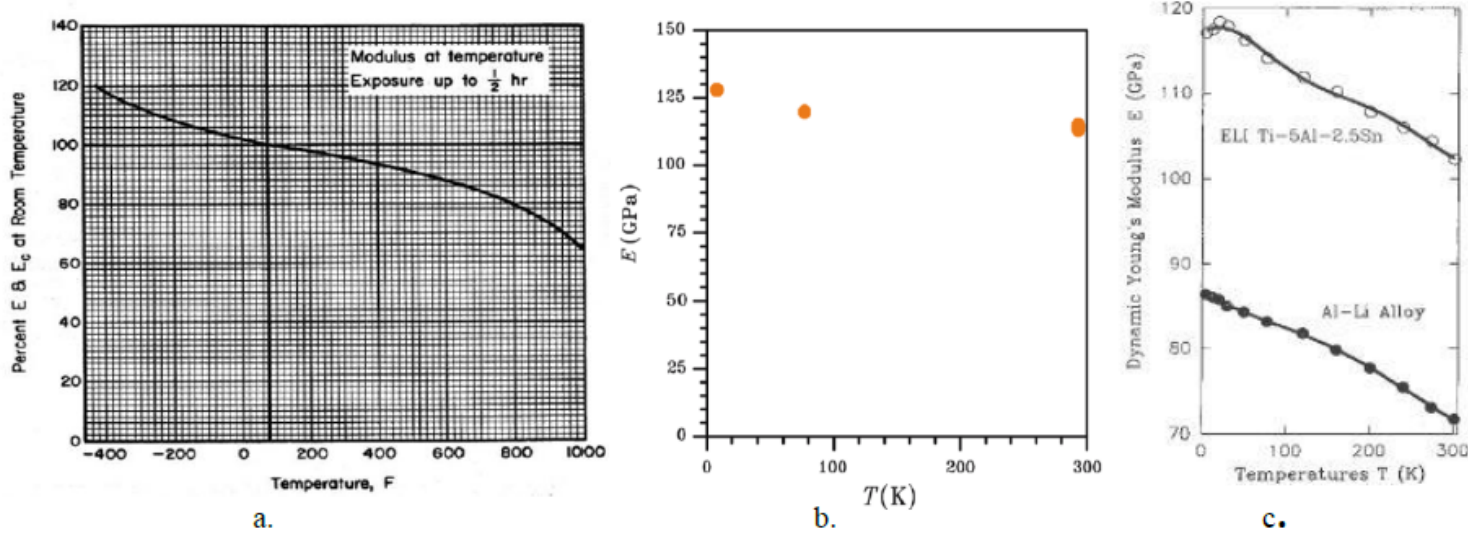 140
120
100
80
60
40
20
0
Percent E & Ec at Room Temperature
Modulus at temperature
Exposure up to 1/2 hr
-400 -200 0 200 400 600 800 1000
Temperature, F
a.
150
125
100
75
50
25
0
E (GPa)
0 100 200 300
T(K)
b.
120
110
100
90
80
70
Dynamic Young's Modulus E (GPa)
ELI Ti-5Al-2.5Sn
Al-Li Alloy
0 100 200 300
Temperatures T (K)
c.